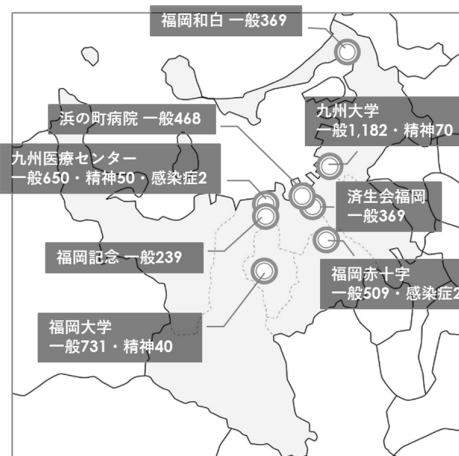 福岡和白 一般369
浜の町病院 一般468
九州大学
一般1,182・精神70
九州医療センター
一般650・精神50・感染症2
済生会福岡
一般369
福岡記念 一般239
福岡赤十字
一般509・感染症2
福岡大学
一般731・精神40